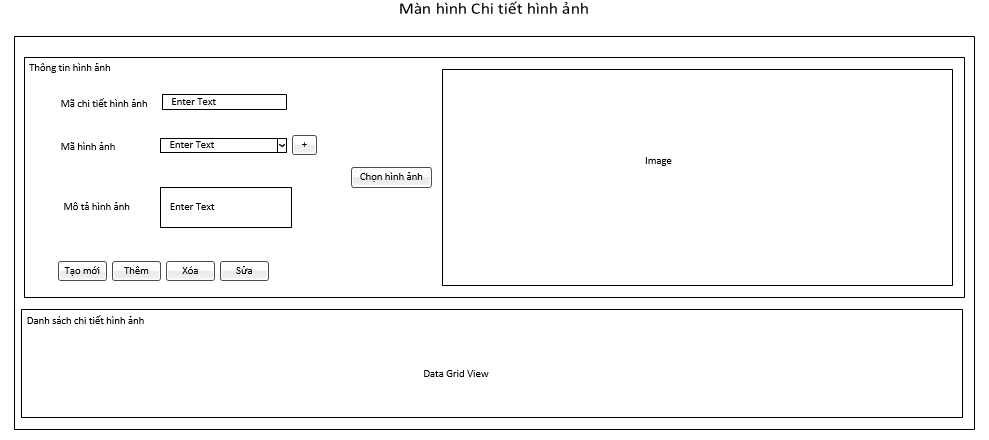 Màn hình Chi tiết hình ảnh
Thông tin hình ảnh
Mã chi tiết hình ảnh
Enter Text
Mã hình ảnh
Enter Text
+
Chọn hình ảnh
Image
Mô tả hình ảnh
Enter Text
Tạo mới
Thêm
Xóa
Sửa
Danh sách chi tiết hình ảnh
Data Grid View